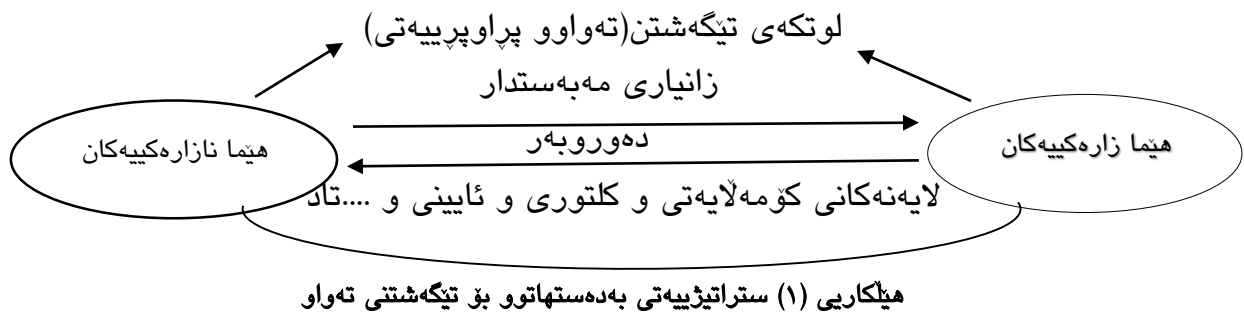 لوتکەی تێگەشتن(تەواوو پڕاوپڕییەتی)
زانیاری مەبەستدار
هێما زارەکییەکان
دەوروبەر
هێما نازارەکییەکان
لایەنەکانی کۆمەڵایەتی و کلتوری و ئایینی و ....تاد
هێڵکاریی (١) ستراتیژییەتی بەدەستهاتوو بۆ تێگەشتنی تەواو